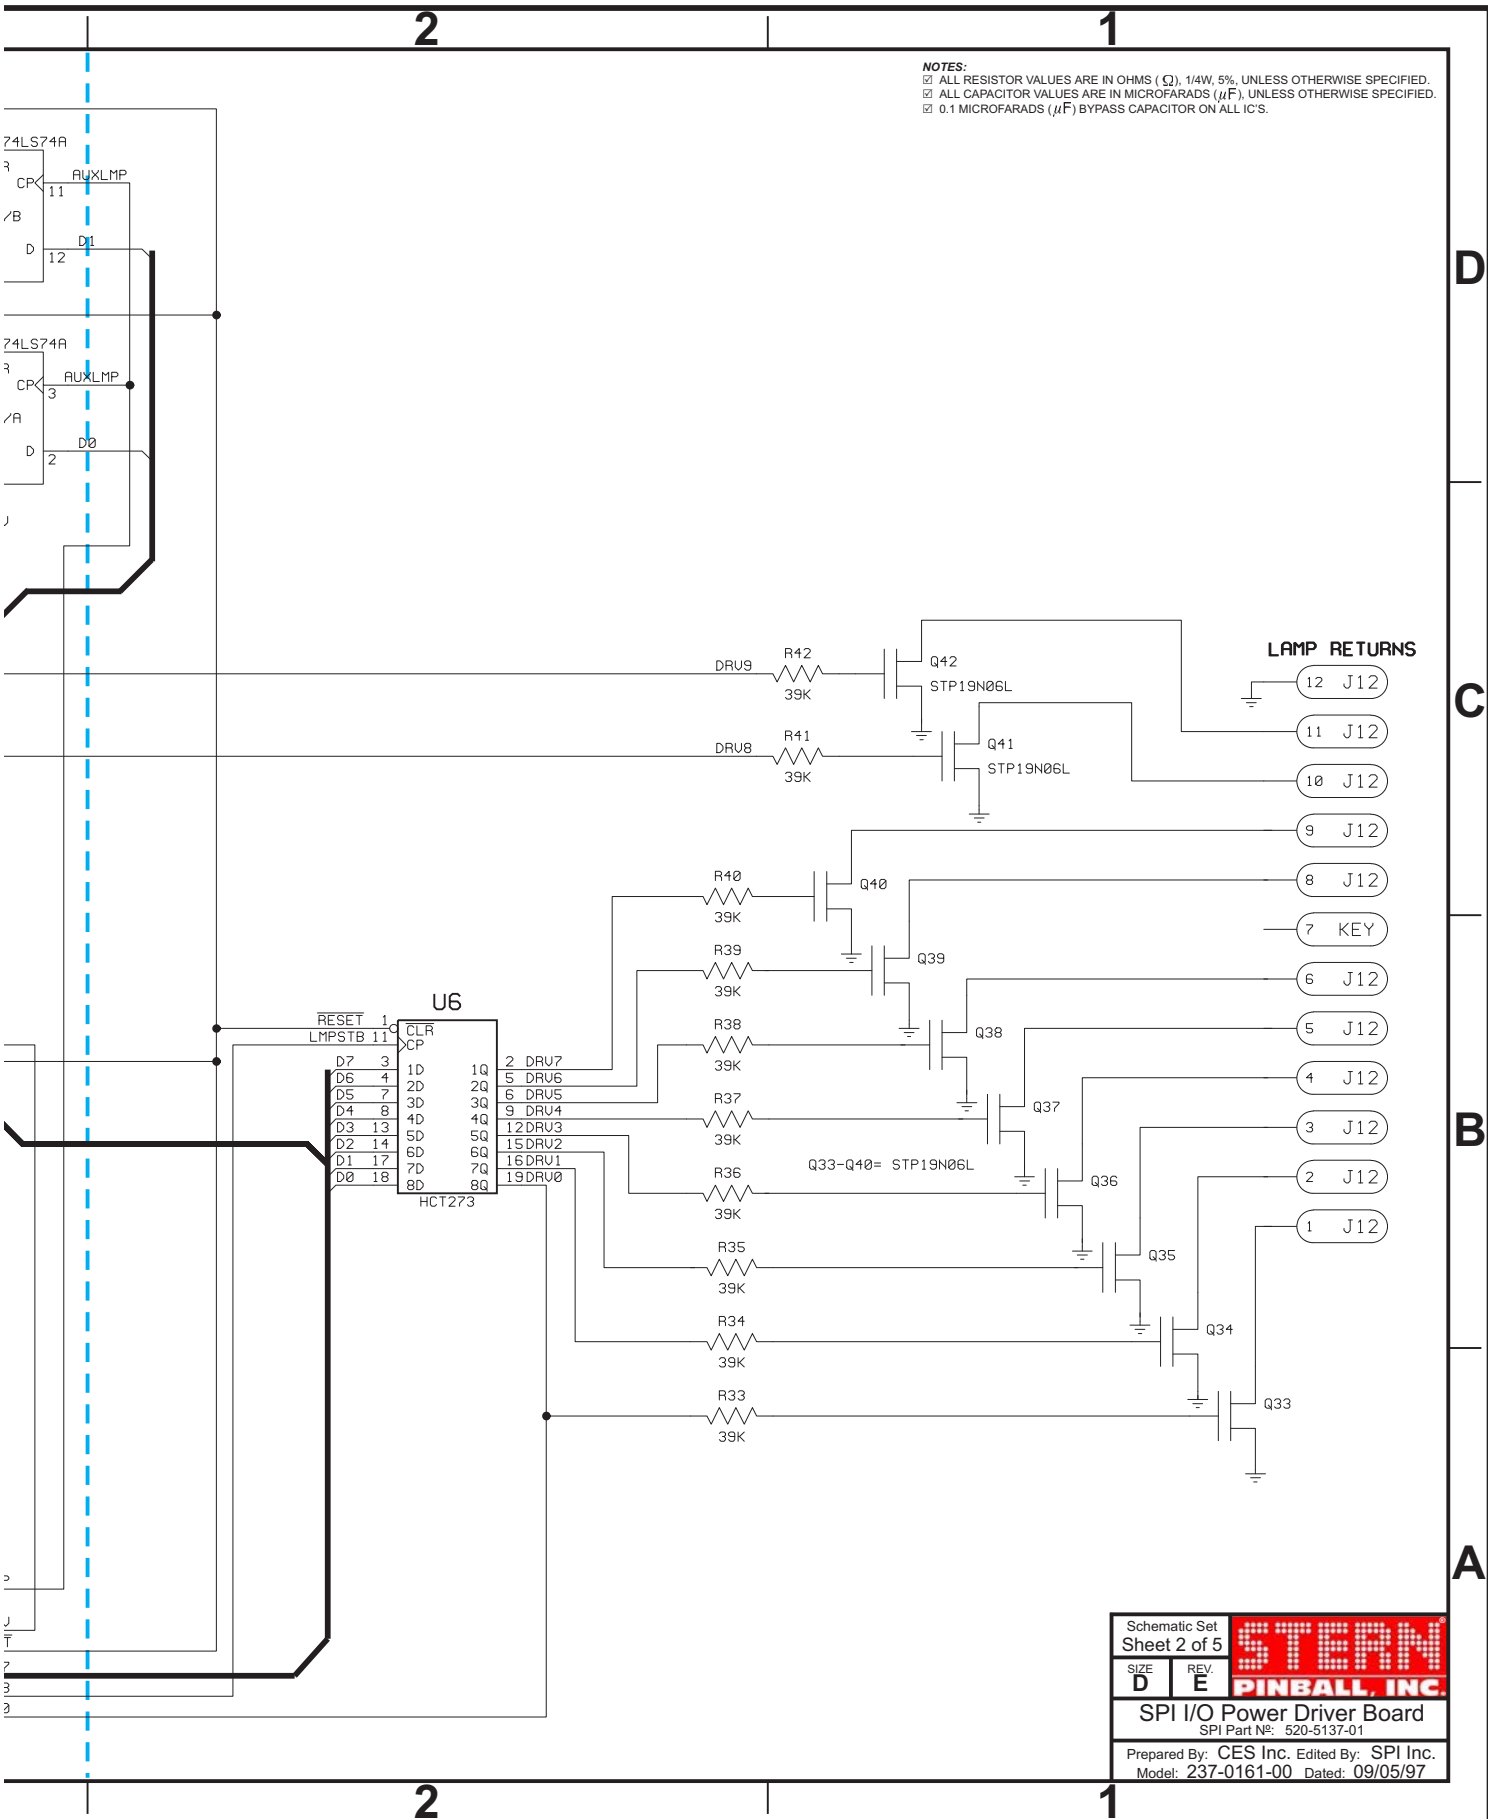 2
1
NOTES:
☑ ALL RESISTOR VALUES ARE IN OHMS ( Ω), 1/4W, 5%, UNLESS OTHERWISE SPECIFIED.
☑ ALL CAPACITOR VALUES ARE IN MICROFARADS (μF), UNLESS OTHERWISE SPECIFIED.
☑ 0.1 MICROFARADS (μF) BYPASS CAPACITOR ON ALL IC'S.
74LS74A
CP
11
AUXLMP
/B
D
12
D1
D
74LS74A
CP
3
AUXLMP
/A
D
2
D0
LAMP RETURNS
DRV9
R42
39K
Q42
STP19N06L
12 J12
C
11 J12
DRV8
R41
39K
Q41
STP19N06L
10 J12
9 J12
R40
39K
Q40
8 J12
7 KEY
R39
39K
Q39
6 J12
U6
RESET 1
CLR
LMPSTB 11
CP
R38
39K
Q38
5 J12
D7 3 1D 1Q 2 DRV7
D6 4 2D 2Q 5 DRV6
D5 7 3D 3Q 6 DRV5
D4 8 4D 4Q 9 DRV4
D3 13 5D 5Q 12 DRV3
D2 14 6D 6Q 15 DRV2
D1 17 7D 7Q 16 DRV1
D0 18 8D 8Q 19 DRV0
HCT273
4 J12
R37
39K
Q37
3 J12
B
Q33-Q40= STP19N06L
R36
39K
Q36
2 J12
1 J12
R35
39K
Q35
R34
39K
Q34
R33
39K
Q33
A
Schematic Set
Sheet 2 of 5
SIZE
D
REV.
E
STERN®
PINBALL, INC.
SPI I/O Power Driver Board
SPI Part Nº: 520-5137-01
Prepared By: CES Inc. Edited By: SPI Inc.
Model: 237-0161-00 Dated: 09/05/97
2
1